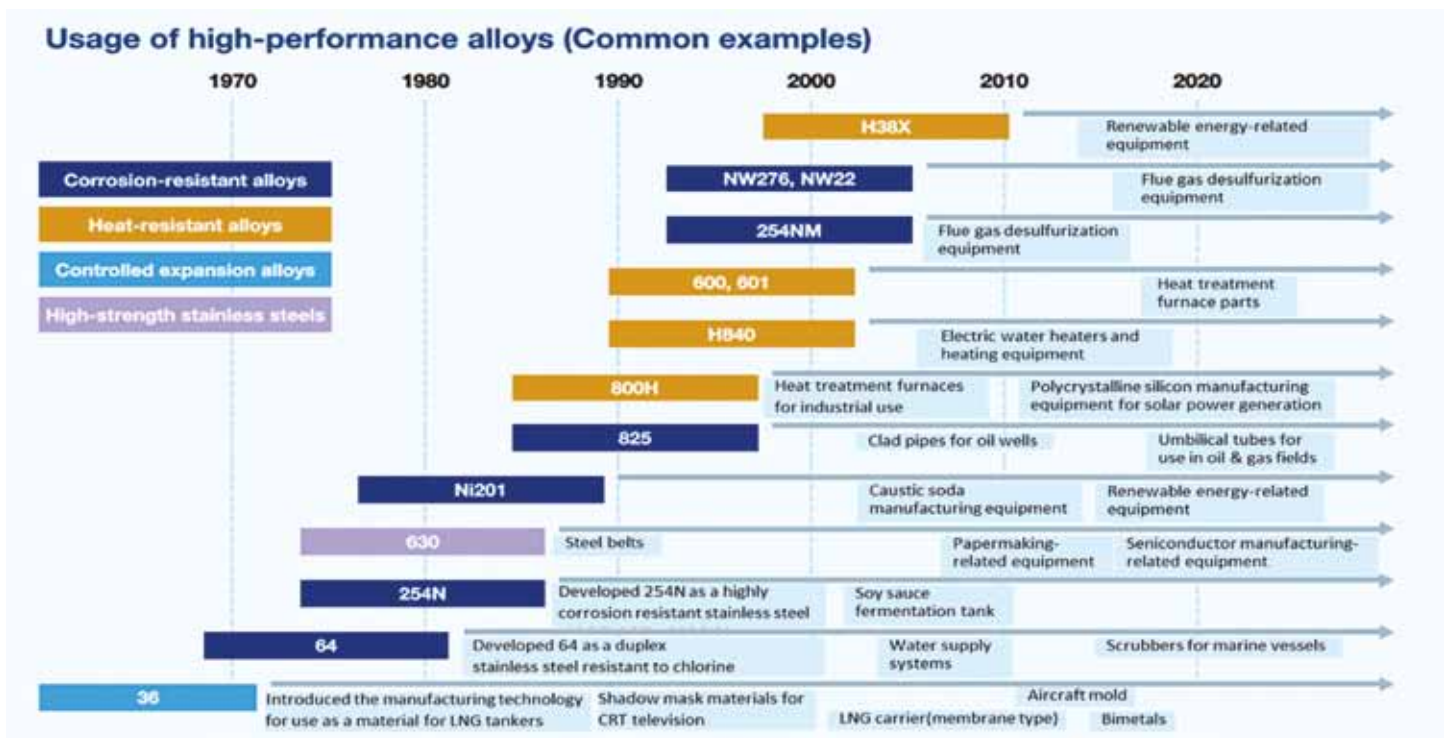 Usage of high-performance alloys (Common examples)
1970 1980 1990 2000 2010 2020
H38X
Renewable energy-related
equipment
Corrosion-resistant alloys
Heat-resistant alloys
Controlled expansion alloys
High-strength stainless steels
NW276, NW22
Flue gas desulfurization
equipment
254NM
Flue gas desulfurization
equipment
600, 601
Heat treatment
furnace parts
H840
Electric water heaters and
heating equipment
800H
Heat treatment furnaces
for industrial use
Polycrystalline silicon manufacturing
equipment for solar power generation
825
Clad pipes for oil wells
Umbilical tubes for
use in oil & gas fields
Ni201
Caustic soda
manufacturing equipment
Renewable energy-related
equipment
630
Steel belts
Papermaking-
related equipment
Seniconductor manufacturing-
related equipment
254N
Developed 254N as a highly
corrosion resistant stainless steel
Soy sauce
fermentation tank
64
Developed 64 as a duplex
stainless steel resistant to chlorine
Water supply
systems
Scrubbers for marine vessels
36
Introduced the manufacturing technology
for use as a material for LNG tankers
Shadow mask materials for
CRT television
LNG carrier(membrane type)
Aircraft mold
Bimetals